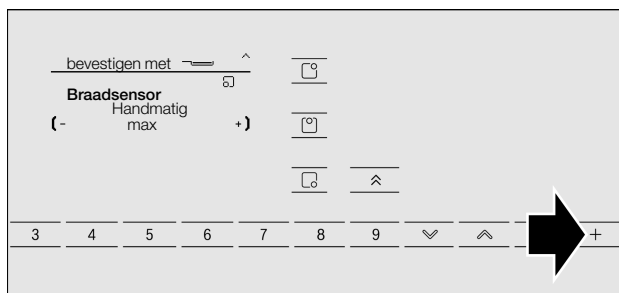 bevestigen met
Braadsensor
Handmatig
(- max +)
3 4 5 6 7 8 9 +